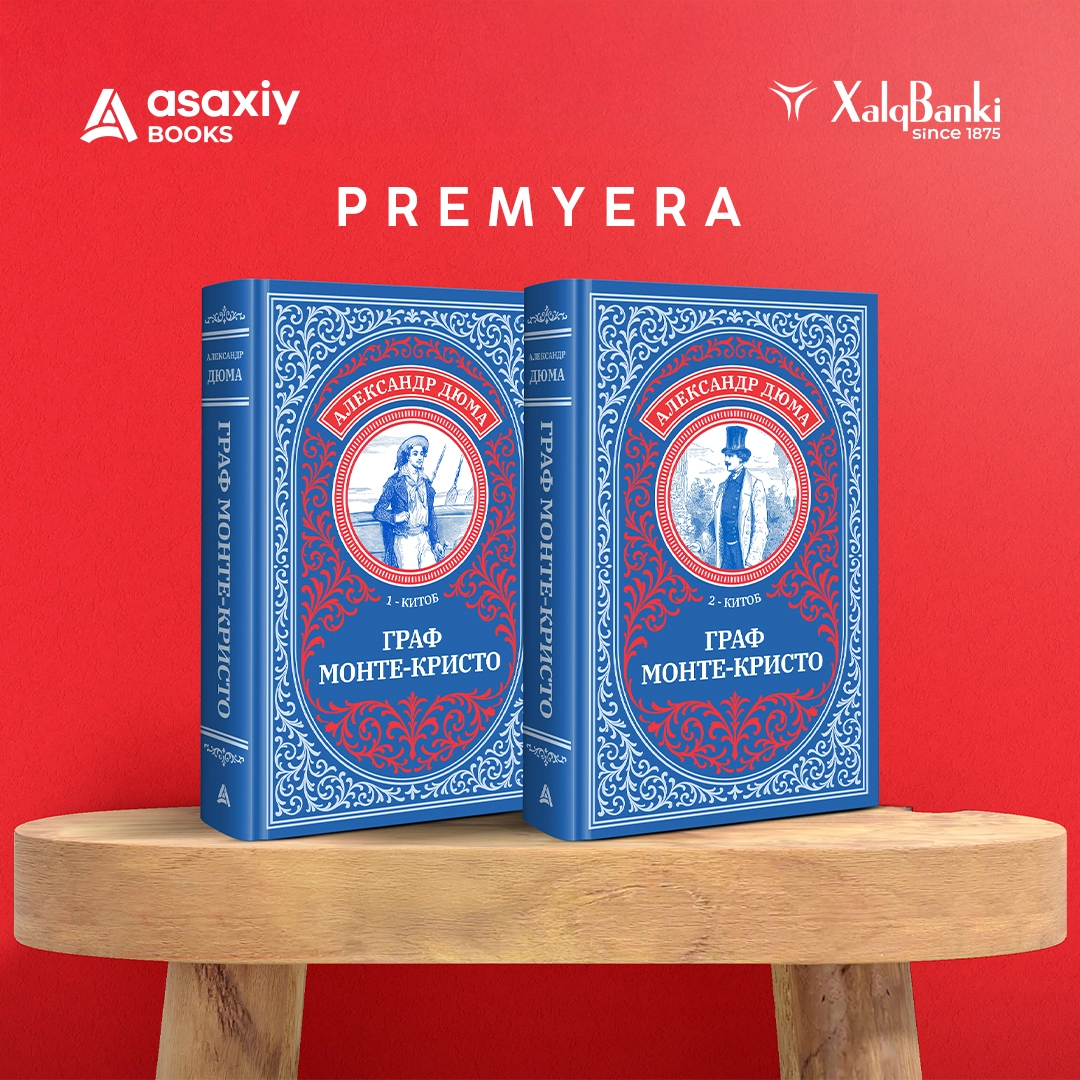 asaxiy
BOOKS
XalqBanki
since 1875
PREMYERA
АЛЕКСАНДР
ДЮМА
ГРАФ МОНТЕ-КРИСТО
АЛЕКСАНДР ДЮМА
1 - КИТОБ
ГРАФ
МОНТЕ-КРИСТО
АЛЕКСАНДР
ДЮМА
ГРАФ МОНТЕ-КРИСТО
АЛЕКСАНДР ДЮМА
2 - КИТОБ
ГРАФ
МОНТЕ-КРИСТО